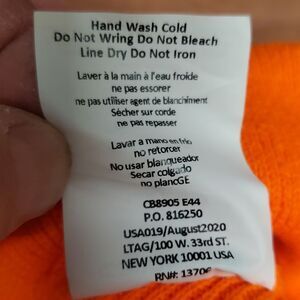 Hand Wash Cold
Do Not Wring Do Not Bleach
Line Dry Do Not Iron
Laver à la main à l'eau froide
ne pas essorer
ne pas utiliser agent de blanchiment
Sécher sur corde
ne pas repasser
Lavar a mano en frio
no retorcer
No usar blanqueador
Secar colgado
no plancGE
CB8905 E44
P.O. 816250
USA019/August2020
LTAG/100 W. 33rd ST.
NEW YORK 10001 USA
RN#: 13706